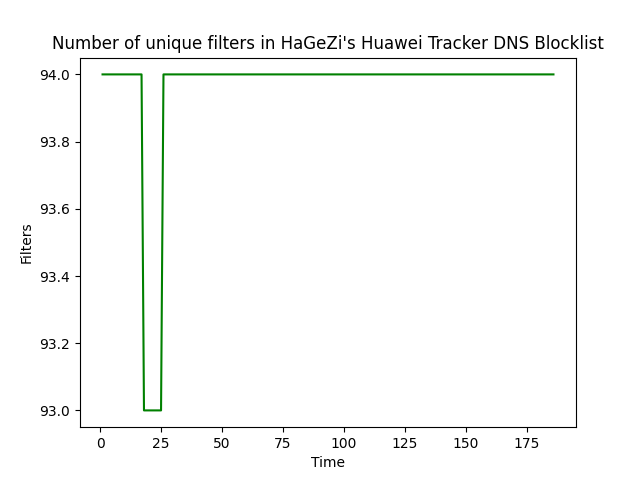 Number of unique filters in HaGeZi's Huawei Tracker DNS Blocklist
94.0
93.8
93.6
93.4
93.2
93.0
Filters
0 25 50 75 100 125 150 175
Time